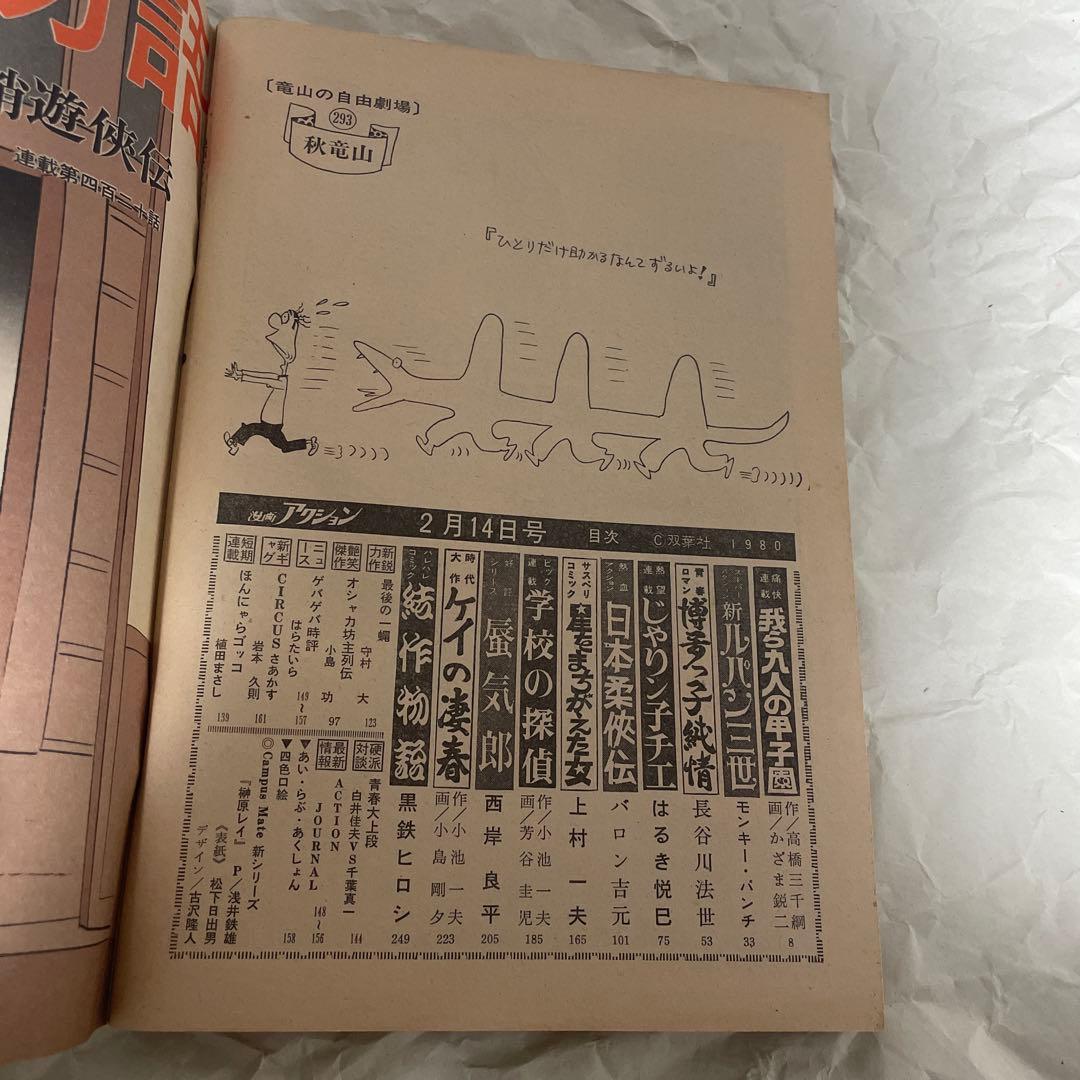 語
遊侠伝
連載第四百二十話
〔竜山の自由劇場〕
293
秋竜山
『ひとりだけ助かるなんてずるいよ!』
漫画アクション 2月14日号 目次 ©双葉社 1980
痛快連載 我ら九人の甲子園 作/高橋三千綱 画/かざま鋭二 8
新ルパン三世 モンキー・パンチ 33
青春ロマン 博多っ子純情 長谷川法世 53
熱望連載 じゃりン子チエ はるき悦巳 75
熱血アクション 日本柔侠伝 バロン吉元 101
サスペリコミック ★星をまちがえた女 上村一夫 165
ビック連載 学校の探偵 作/小池一夫 画/芳谷圭児 185
好評シリーズ 蜃気郎 西岸良平 205
時代大作 ケイの凄春 作/小池一夫 画/小島剛夕 223
ハレハレコミック 結作物語 黒鉄ヒロシ 249
新鋭力作 最後の一蠅 守村大 123
艶笑傑作 オシャカ坊主列伝 小島功 97
ニュース ゲバゲバ時評 はらたいら 149〜157
新ギャグ CIRCUS さあかす 岩本久則 161
短期連載 ほんにゃらゴッコ 植田まさし 139
硬派対談 青春大上段 白井佳夫VS千葉真一 144
最新情報 ACTION JOURNAL 148〜156
▼あい・らぶ・あくしょん 158
▼四色口絵
◎Campus Mate 新シリーズ
『榊原レイ』 P/浅井鉄雄
《表紙》 松下日出男
デザイン/古沢隆人